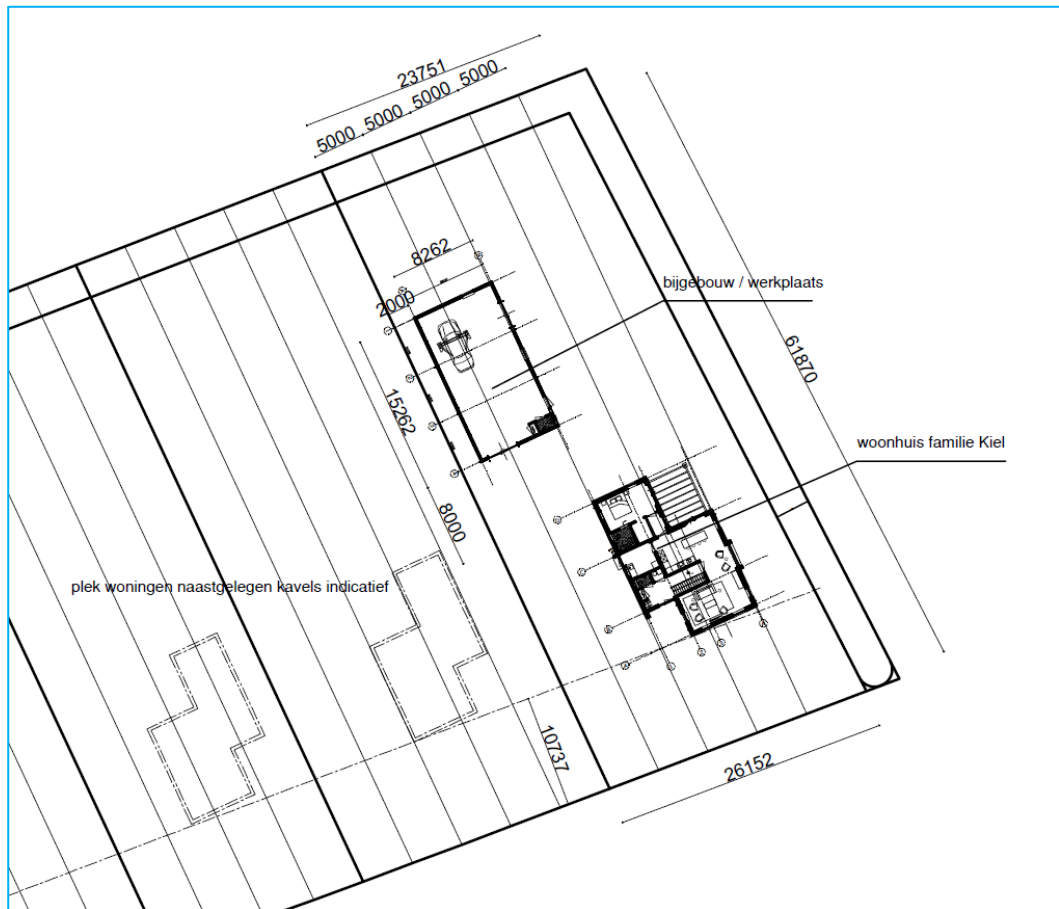 23751
5000 5000 5000 5000
8262
2000
bijgebouw / werkplaats
61870
15262
woonhuis familie Kiel
8000
plek woningen naastgelegen kavels indicatief
10737
26152